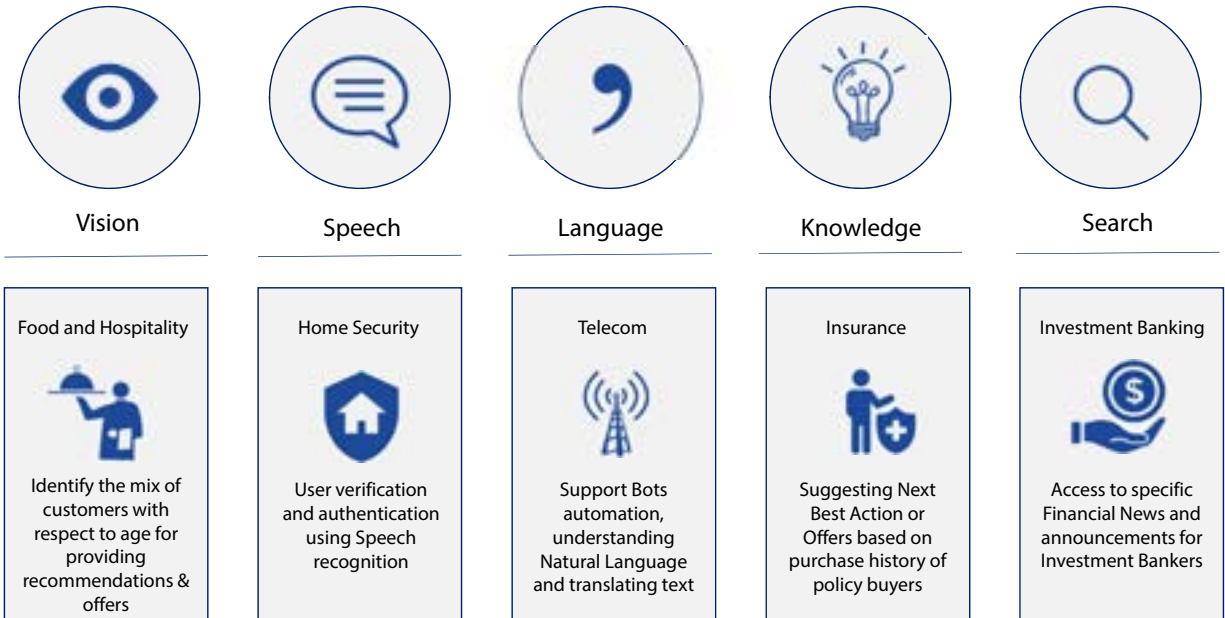 Vision
Speech
Language
Knowledge
Search
Food and Hospitality
Identify the mix of
customers with
respect to age for
providing
recommendations &
offers
Home Security
User verification
and authentication
using Speech
recognition
Telecom
Support Bots
automation,
understanding
Natural Language
and translating text
Insurance
Suggesting Next
Best Action or
Offers based on
purchase history of
policy buyers
Investment Banking
Access to specific
Financial News and
announcements for
Investment Bankers